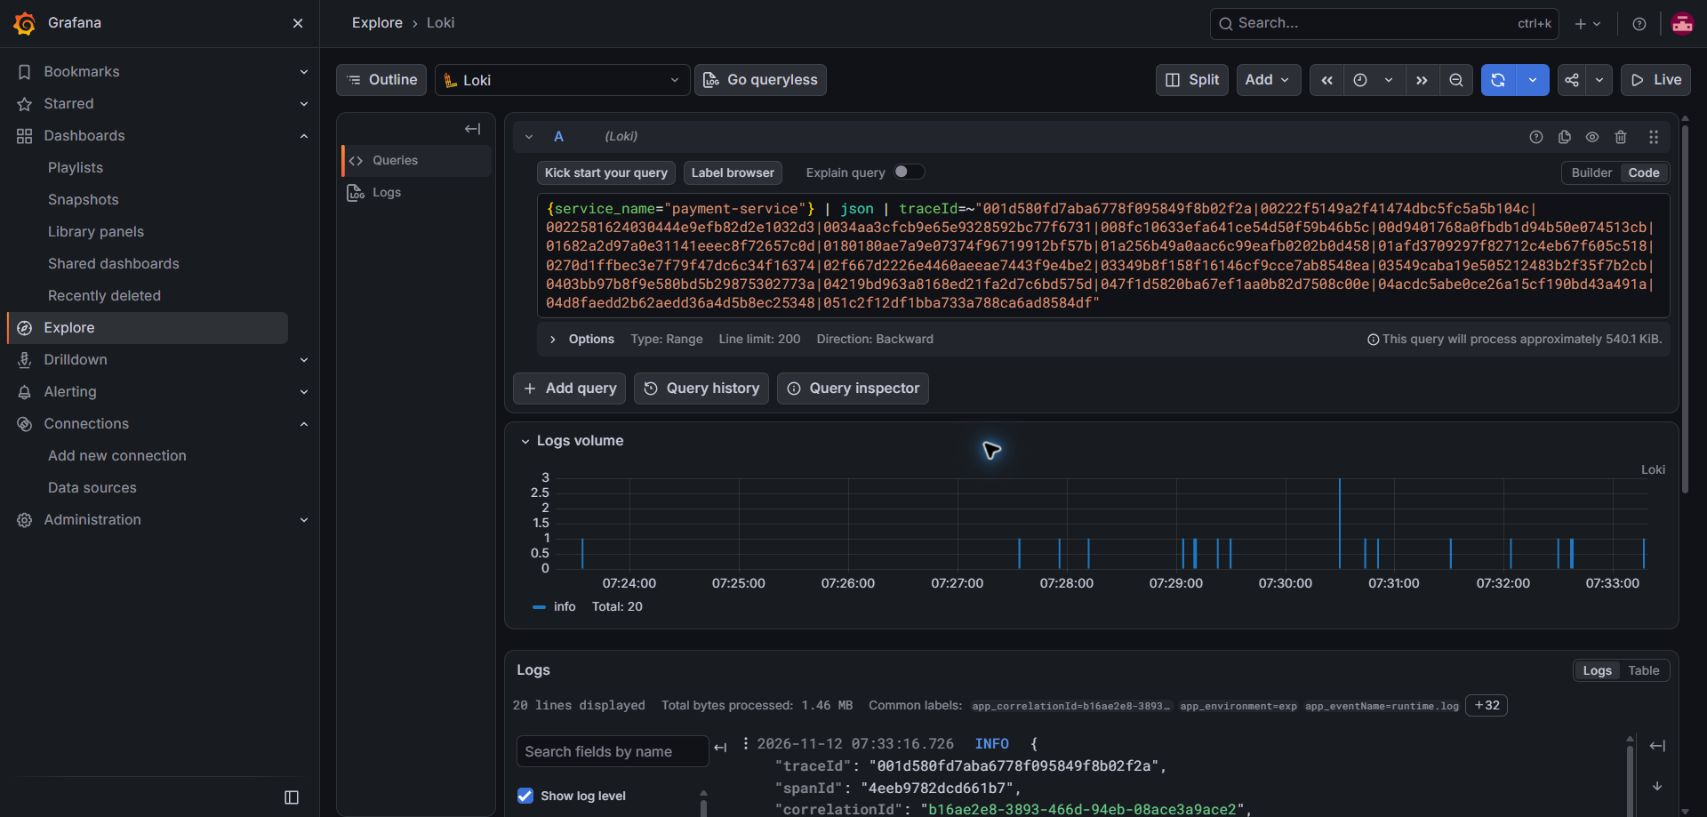 Grafana
Explore › Loki
Search...
ctrl+k
Bookmarks
Starred
Dashboards
Playlists
Snapshots
Library panels
Shared dashboards
Recently deleted
Explore
Drilldown
Alerting
Connections
Add new connection
Data sources
Administration
Outline
Loki
Go queryless
Split
Add
Live
Queries
Logs
A (Loki)
Kick start your query
Label browser
Explain query
Builder
Code
{service_name="payment-service"} | json | traceId=~"001d580fd7aba6778f095849f8b02f2a|00222f5149a2f41474dbc5fc5a5b104c|
0022581624030444e9efb82d2e1032d3|0034aa3cfcb9e65e9328592bc77f6731|008fc10633efa641ce54d50f59b46b5c|00d9401768a0fbdb1d94b50e074513cb|
01682a2d97a0e31141eeec8f72657c0d|0180180ae7a9e07374f96719912bf57b|01a256b49a0aac6c99eafb0202b0d458|01afd3709297f82712c4eb67f605c518|
0270d1ffbec3e7f79f47dc6c34f16374|02f667d2226e4460aeeae7443f9e4be2|03349b8f158f16146cf9cce7ab8548ea|03549caba19e505212483b2f35f7b2cb|
0403bb97b8f9e580bd5b29875302773a|04219bd963a8168ed21fa2d7c6bd575d|047f1d5820ba67ef1aa0b82d7508c00e|04acdc5abe0ce26a15cf190bd43a491a|
04d8faedd2b62aedd36a4d5b8ec25348|051c2f12df1bba733a788ca6ad8584df"
Options Type: Range Line limit: 200 Direction: Backward
This query will process approximately 540.1 KiB.
Add query
Query history
Query inspector
Logs volume
Loki
3
2.5
2
1.5
1
0.5
0
07:24:00 07:25:00 07:26:00 07:27:00 07:28:00 07:29:00 07:30:00 07:31:00 07:32:00 07:33:00
info Total: 20
Logs
Logs
Table
20 lines displayed Total bytes processed: 1.46 MB Common labels: app_correlationId=b16ae2e8-3893… app_environment=exp app_eventName=runtime.log +32
Search fields by name
Show log level
2026-11-12 07:33:16.726 INFO {
"traceId": "001d580fd7aba6778f095849f8b02f2a",
"spanId": "4eeb9782dcd661b7",
"correlationId": "b16ae2e8-3893-466d-94eb-08ace3a9ace2",